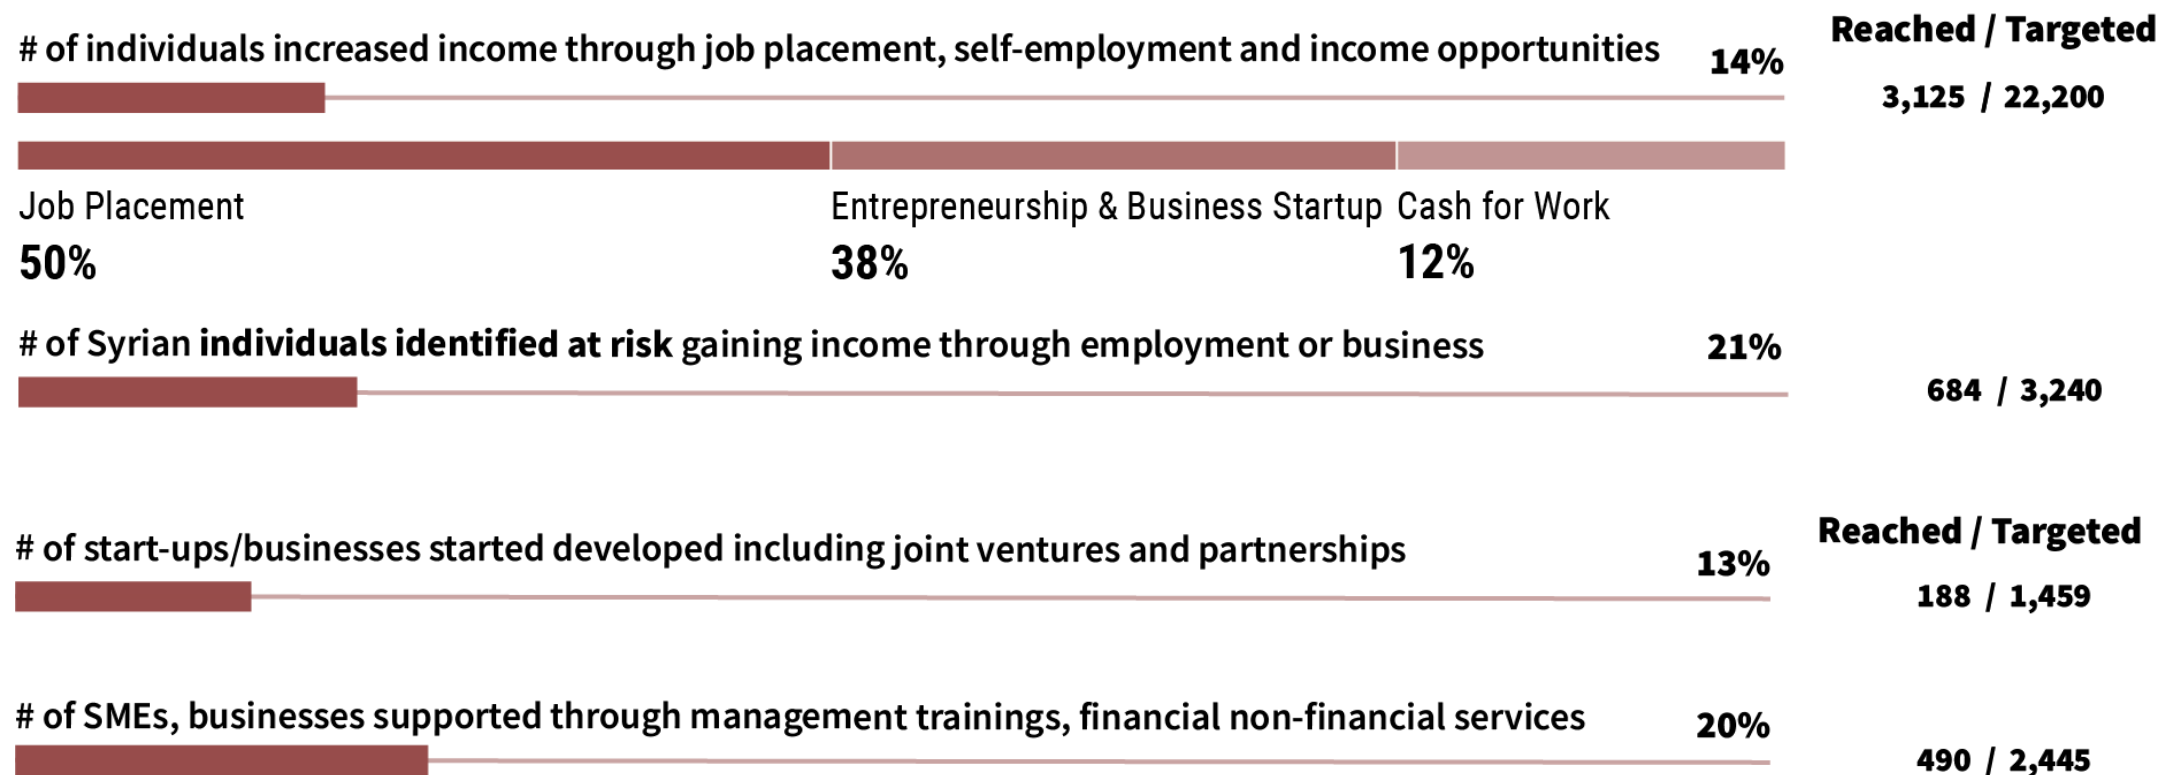 Reached / Targeted
# of individuals increased income through job placement, self-employment and income opportunities 14%
3,125 / 22,200
Job Placement Entrepreneurship & Business Startup Cash for Work
50% 38% 12%
# of Syrian individuals identified at risk gaining income through employment or business 21%
684 / 3,240
Reached / Targeted
# of start-ups/businesses started developed including joint ventures and partnerships 13%
188 / 1,459
# of SMEs, businesses supported through management trainings, financial non-financial services 20%
490 / 2,445